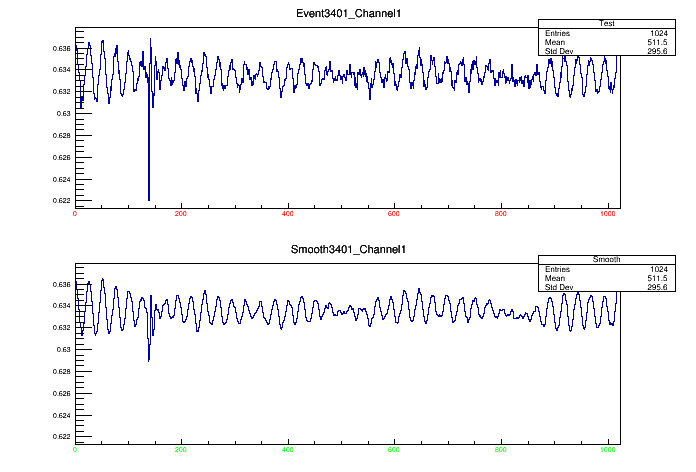 Event3401_Channel1
Test
Entries 1024
Mean 511.5
Std Dev 295.6
0.636
0.634
0.632
0.63
0.628
0.626
0.624
0.622
0 200 400 600 800 1000
Smooth3401_Channel1
Smooth
Entries 1024
Mean 511.5
Std Dev 295.6
0.636
0.634
0.632
0.63
0.628
0.626
0.624
0.622
0 200 400 600 800 1000